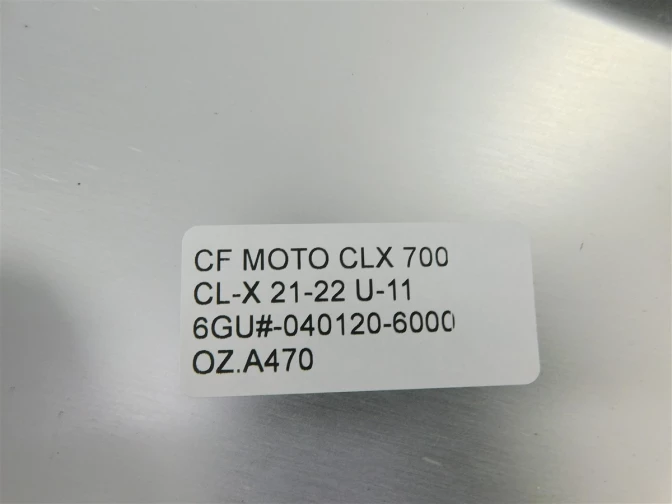 CF MOTO CLX 700
CL-X 21-22 U-11
6GU#-040120-6000
OZ.A470